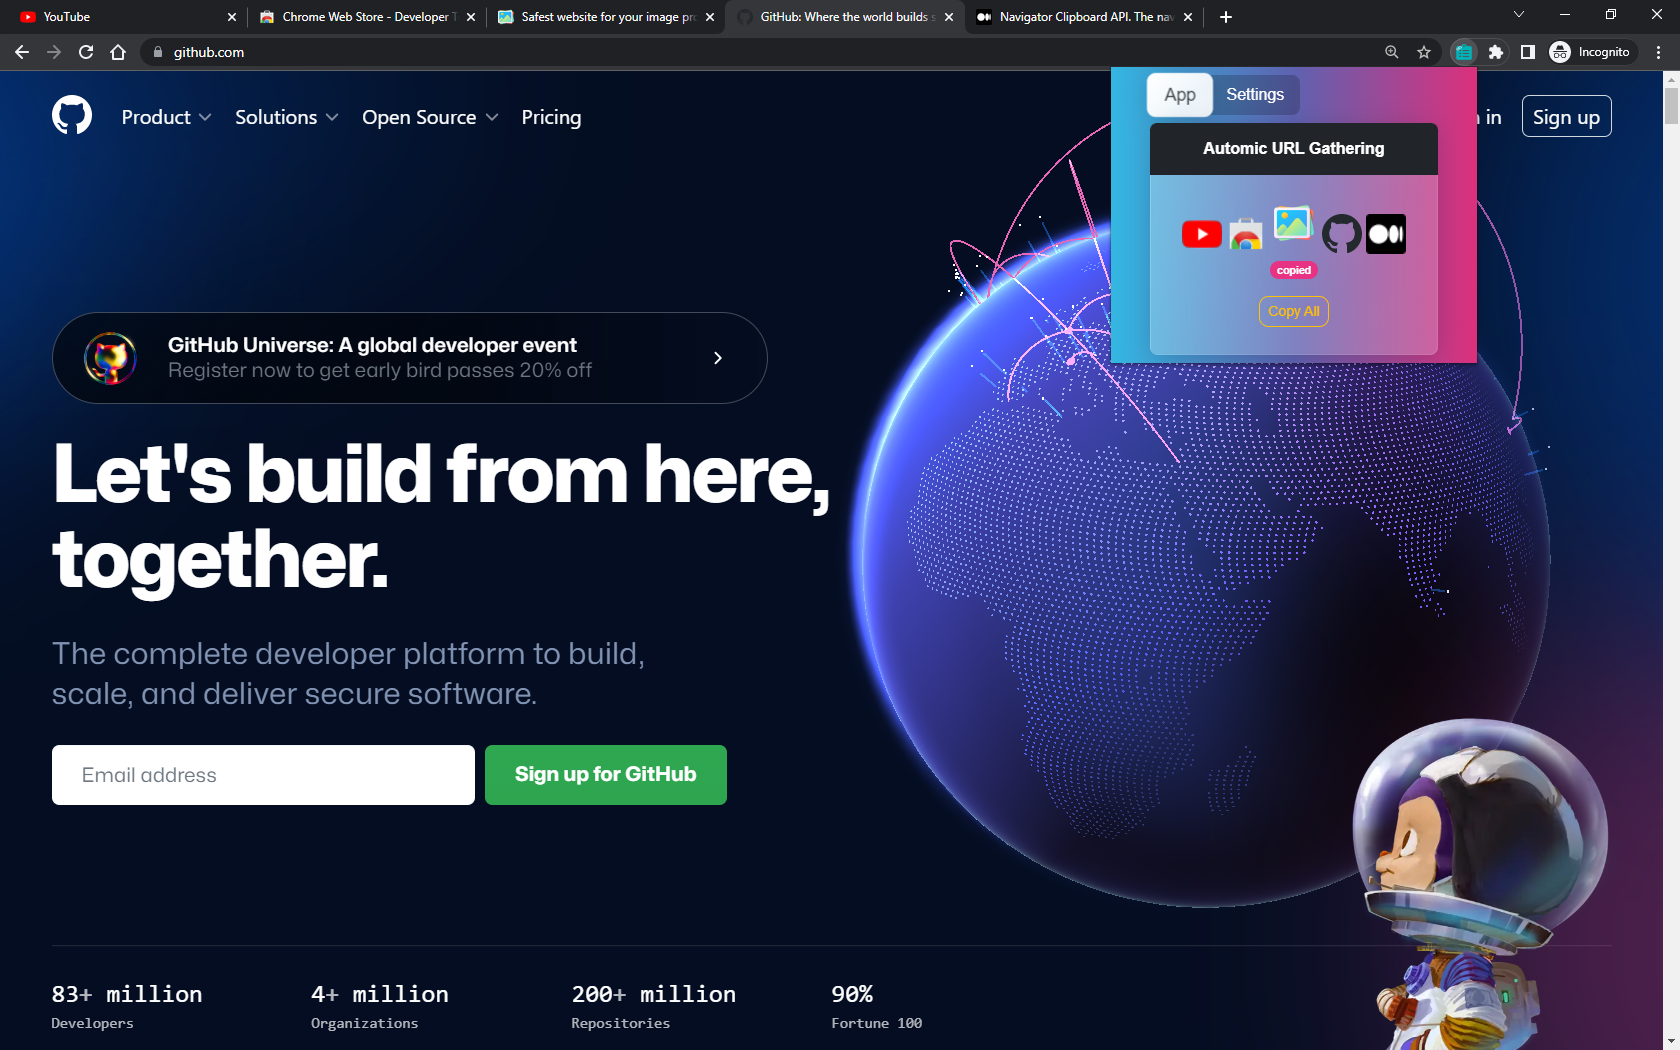 YouTube
Chrome Web Store - Developer T
Safest website for your image pr
GitHub: Where the world builds s
Navigator Clipboard API. The nav
github.com
Incognito
Product
Solutions
Open Source
Pricing
in
Sign up
App
Settings
Automic URL Gathering
copied
Copy All
GitHub Universe: A global developer event
Register now to get early bird passes 20% off
Let's build from here,
together.
The complete developer platform to build,
scale, and deliver secure software.
Email address
Sign up for GitHub
83+ million
Developers
4+ million
Organizations
200+ million
Repositories
90%
Fortune 100